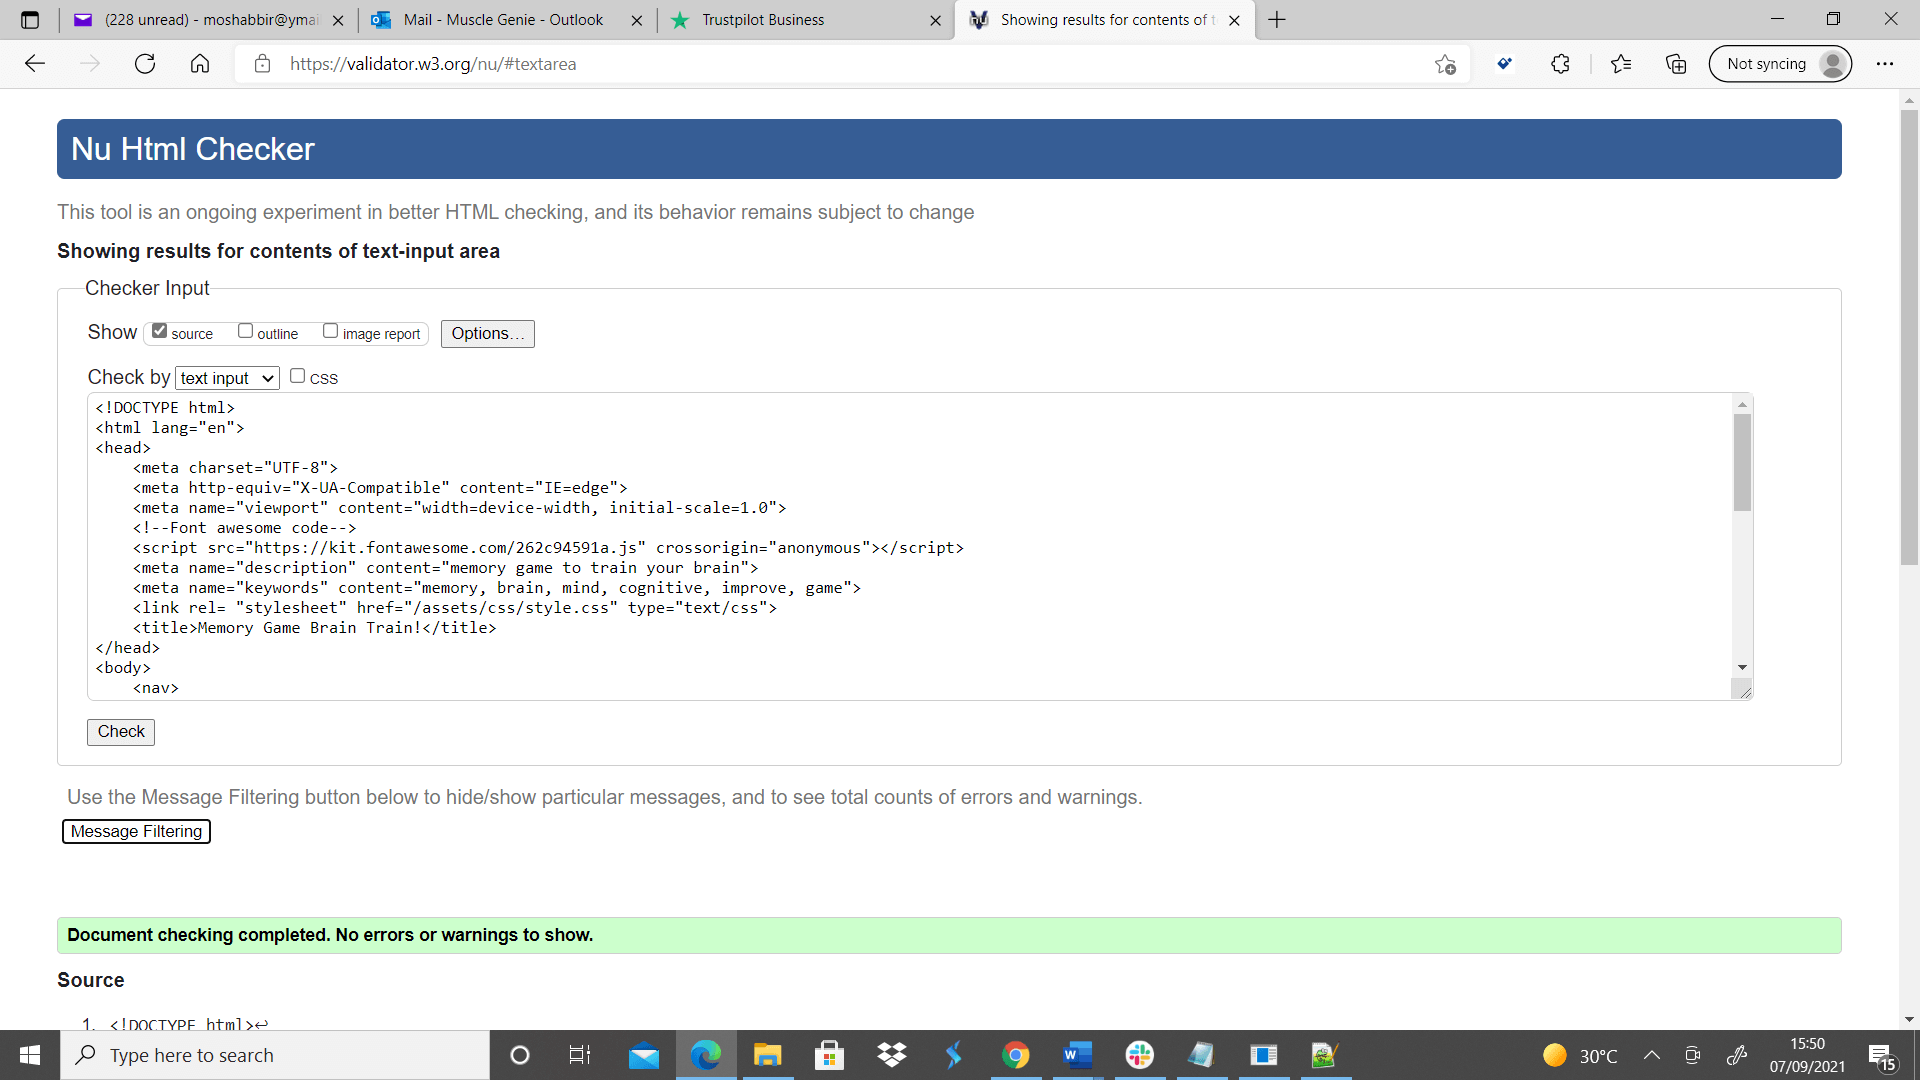 (228 unread) - moshabbir@ymai
Mail - Muscle Genie - Outlook
Trustpilot Business
Showing results for contents of t
https://validator.w3.org/nu/#textarea
Not syncing
Nu Html Checker
This tool is an ongoing experiment in better HTML checking, and its behavior remains subject to change
Showing results for contents of text-input area
Checker Input
Show source outline image report Options...
Check by text input CSS
<!DOCTYPE html>
<html lang="en">
<head>
<meta charset="UTF-8">
<meta http-equiv="X-UA-Compatible" content="IE=edge">
<meta name="viewport" content="width=device-width, initial-scale=1.0">
<!--Font awesome code-->
<script src="https://kit.fontawesome.com/262c94591a.js" crossorigin="anonymous"></script>
<meta name="description" content="memory game to train your brain">
<meta name="keywords" content="memory, brain, mind, cognitive, improve, game">
<link rel= "stylesheet" href="/assets/css/style.css" type="text/css">
<title>Memory Game Brain Train!</title>
</head>
<body>
<nav>
Check
Use the Message Filtering button below to hide/show particular messages, and to see total counts of errors and warnings.
Message Filtering
Document checking completed. No errors or warnings to show.
Source
1. <!DOCTYPE html>↩
Type here to search
30°C
15:50
07/09/2021
15